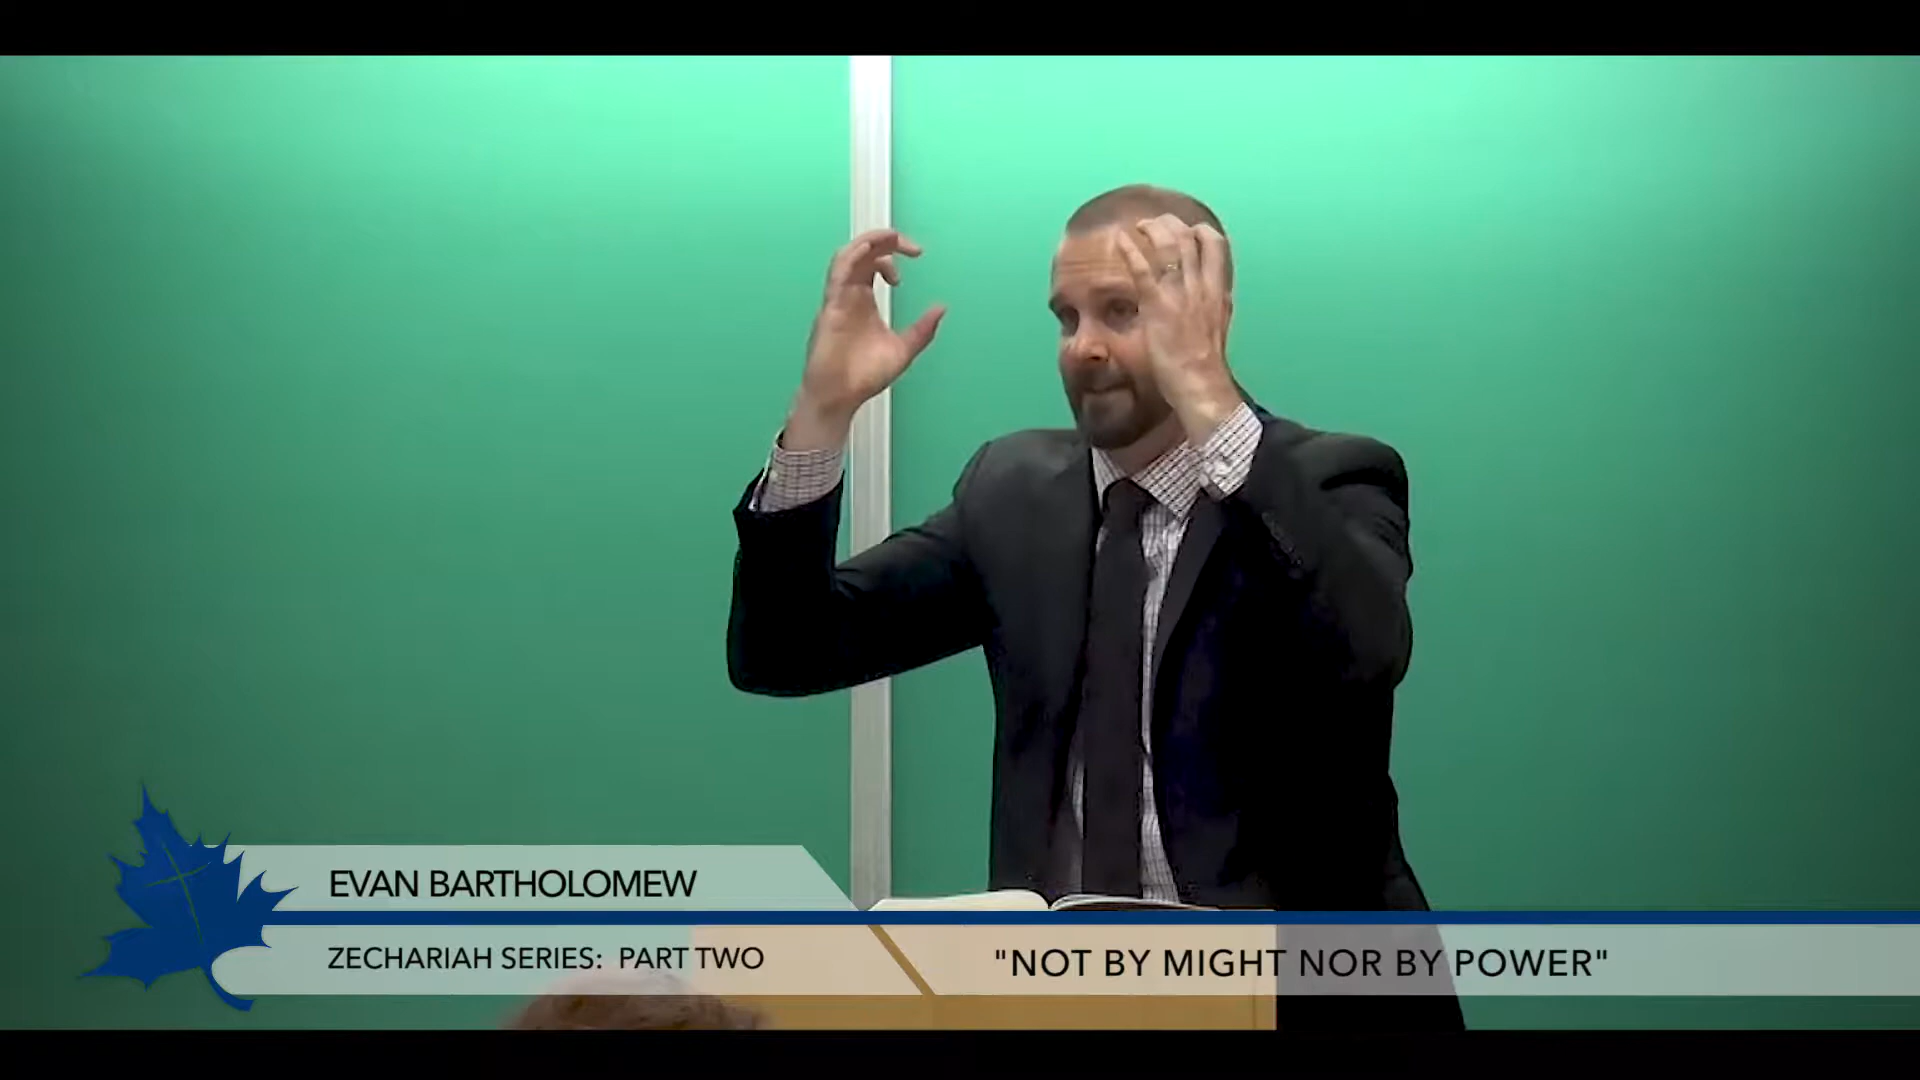 EVAN BARTHOLOMEW
ZECHARIAH SERIES: PART TWO
"NOT BY MIGHT NOR BY POWER"